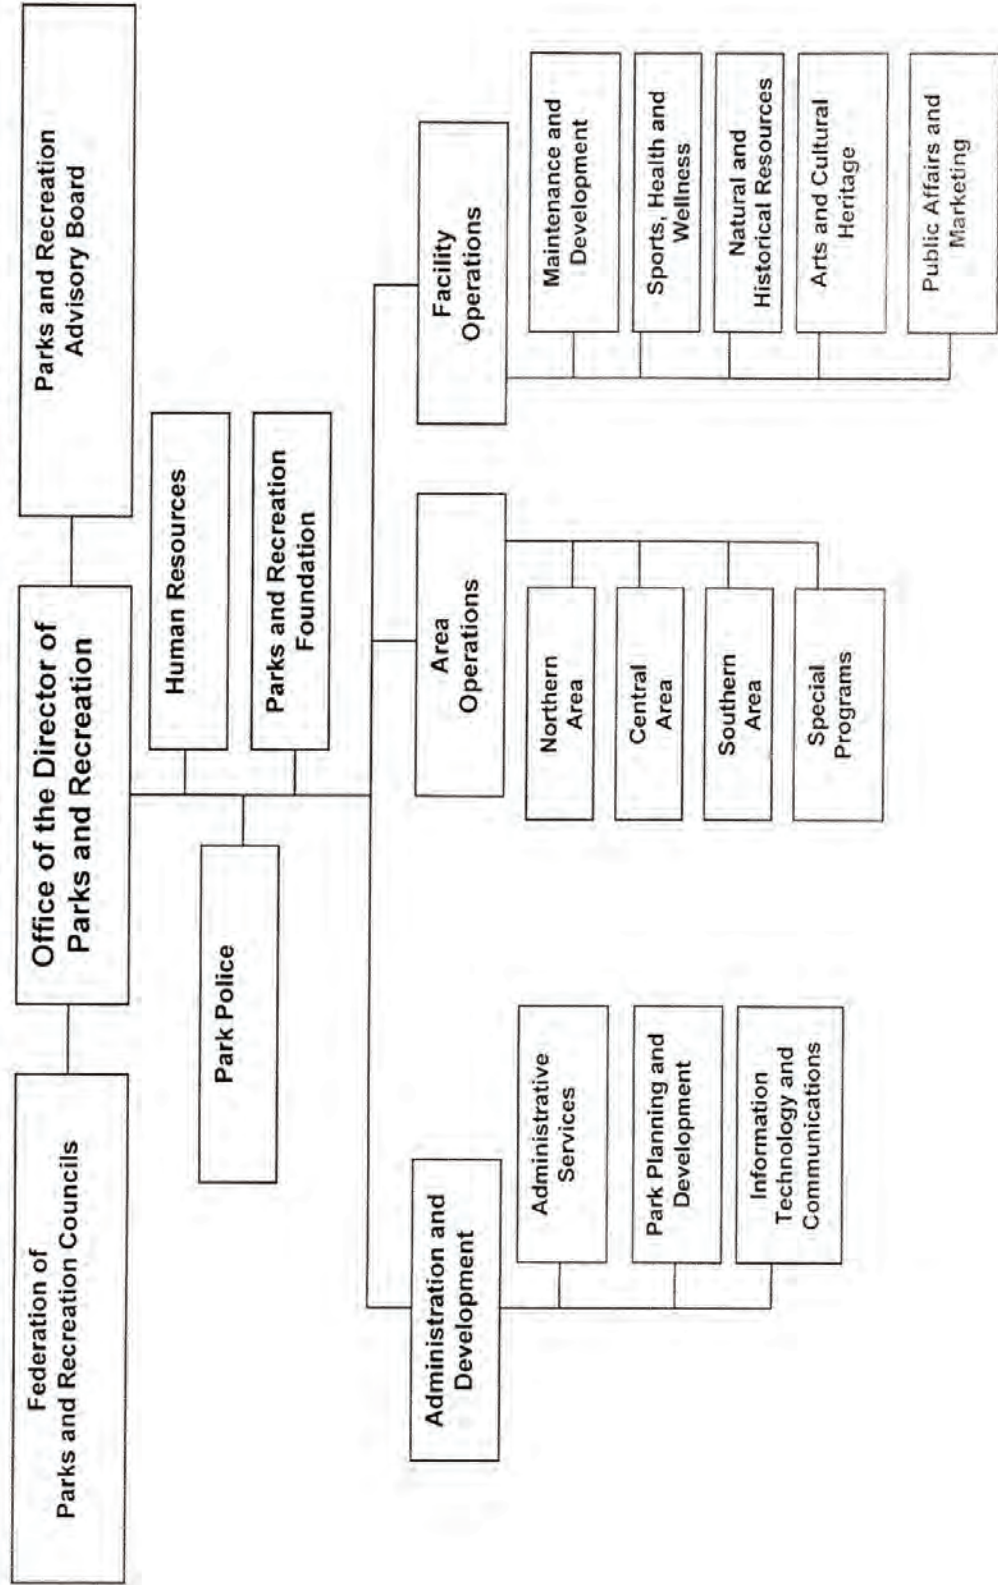 Federation of
Parks and Recreation Councils
Office of the Director of
Parks and Recreation
Parks and Recreation
Advisory Board
Park Police
Human Resources
Parks and Recreation
Foundation
Administration and
Development
Administrative
Services
Park Planning and
Development
Information
Technology and
Communications
Area
Operations
Northern
Area
Central
Area
Southern
Area
Special
Programs
Facility
Operations
Maintenance and
Development
Sports, Health and
Wellness
Natural and
Historical Resources
Arts and Cultural
Heritage
Public Affairs and
Marketing